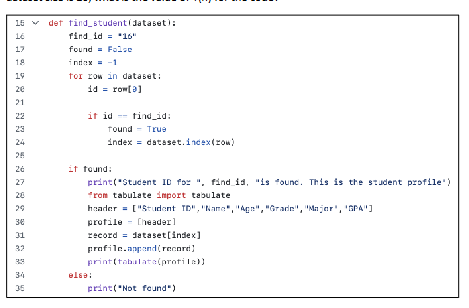 15 def find_student(dataset):
16 find_id = "16"
17 found = False
18 index = -1
19 for row in dataset:
20 id = row[0]
21
22 if id == find_id:
23 found = True
24 index = dataset.index(row)
25
26 if found:
27 print("Student ID for ", find_id, "is found. This is the student profile")
28 from tabulate import tabulate
29 header = ["Student ID","Name","Age","Grade","Major","GPA"]
30 profile = [header]
31 record = dataset[index]
32 profile.append(record)
33 print(tabulate(profile))
34 else:
35 print("Not found")